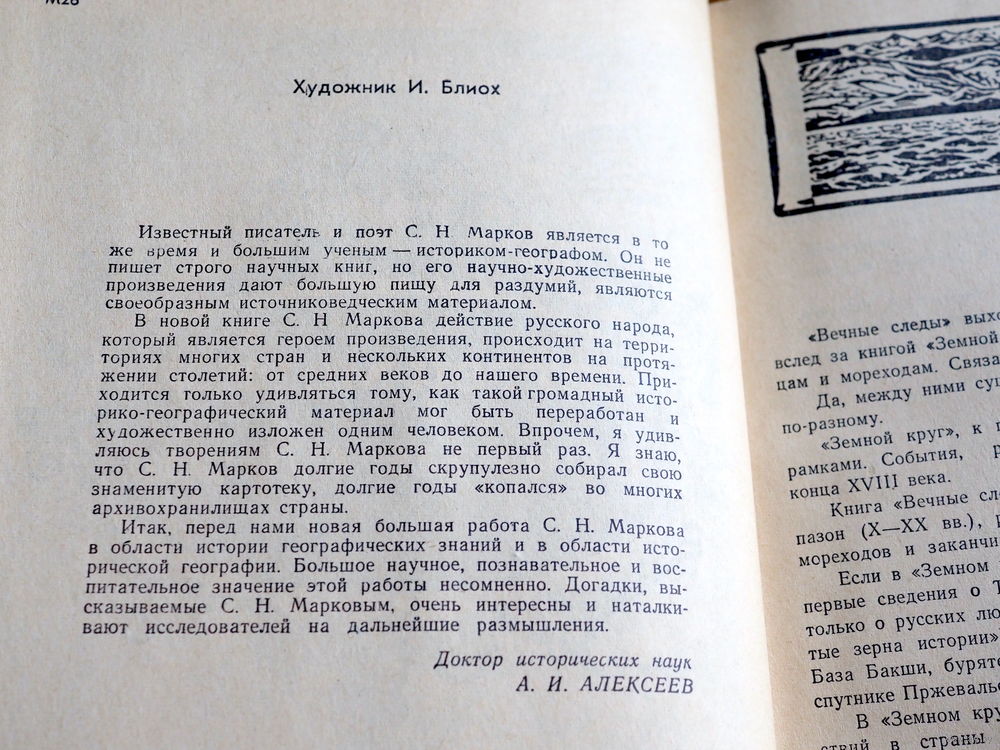 М26
Художник И. Блиох
Известный писатель и поэт С. Н Марков является в то
же время и большим ученым — историком-географом. Он не
пишет строго научных книг, но его научно-художественные
произведения дают большую пищу для раздумий, являются
своеобразным источниковедческим материалом.
В новой книге С. Н Маркова действие русского народа,
который является героем произведения, происходит на терри-
ториях многих стран и нескольких континентов на протя-
жении столетий: от средних веков до нашего времени. При-
ходится только удивляться тому, как такой громадный исто-
рико-географический материал мог быть переработан и
художественно изложен одним человеком. Впрочем, я удив-
ляюсь творениям С. Н. Маркова не первый раз. Я знаю,
что С. Н. Марков долгие годы скрупулезно собирал свою
знаменитую картотеку, долгие годы «копался» во многих
архивохранилищах страны.
Итак, перед нами новая большая работа С. Н. Маркова
в области истории географических знаний и в области исто-
рической географии. Большое научное, познавательное и вос-
питательное значение этой работы несомненно. Догадки, вы-
сказываемые С. Н. Марковым, очень интересны и наталки-
вают исследователей на дальнейшие размышления.
Доктор исторических наук
А. И. АЛЕКСЕЕВ
«Вечные следы» выхо
вслед за книгой «Земной
цам и мореходам. Связа
Да, между ними сущ
по-разному.
«Земной круг», к п
рамками. События, р
конца XVIII века.
Книга «Вечные сл
пазон (X—XX вв.), р
мореходов и заканчи
Если в «Земном
первые сведения о Т
только о русских лю
тые зерна истории»
База Бакши, бурят
спутнике Пржеваль
В «Земном кру
ствий в страны